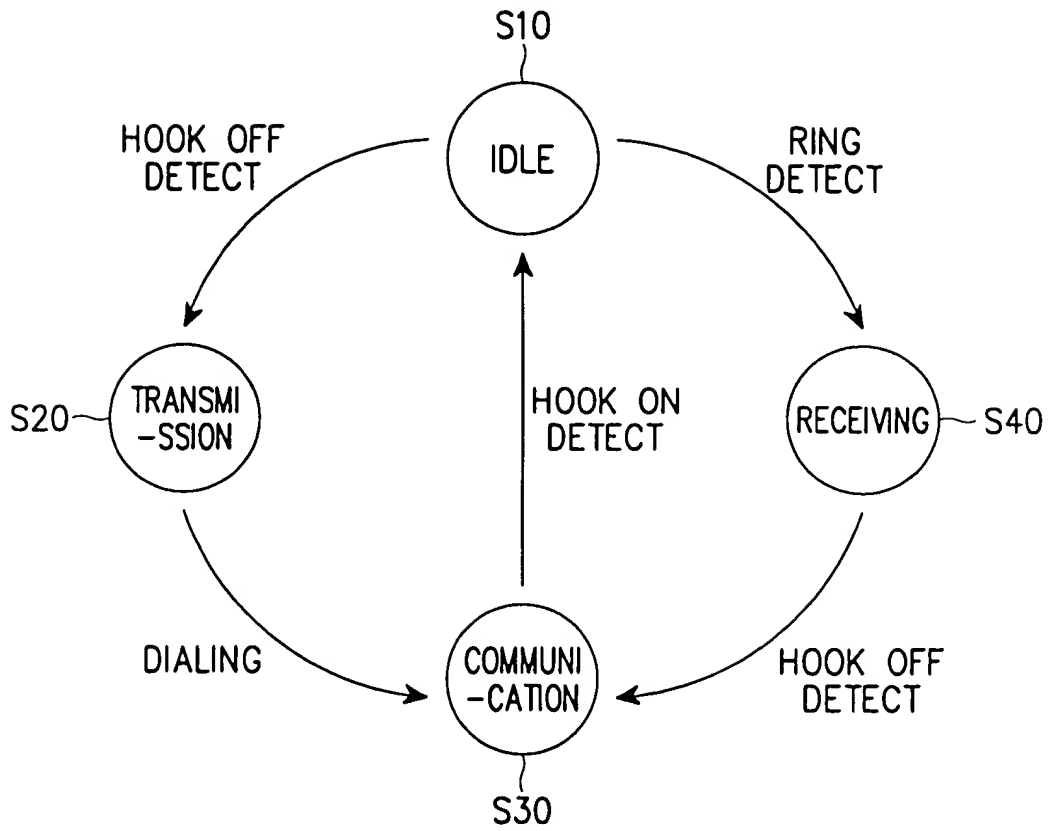 S10
HOOK OFF
DETECT
IDLE
RING
DETECT
S20
TRANSMI
-SSION
HOOK ON
DETECT
RECEIVING
S40
DIALING
COMMUNI
-CATION
HOOK OFF
DETECT
S30